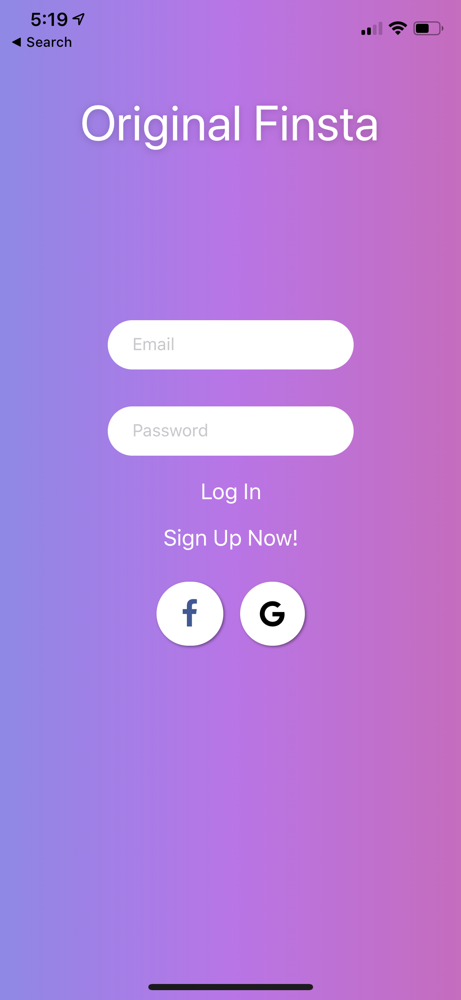 5:19
Search
Original Finsta
Email
Password
Log In
Sign Up Now!
f G